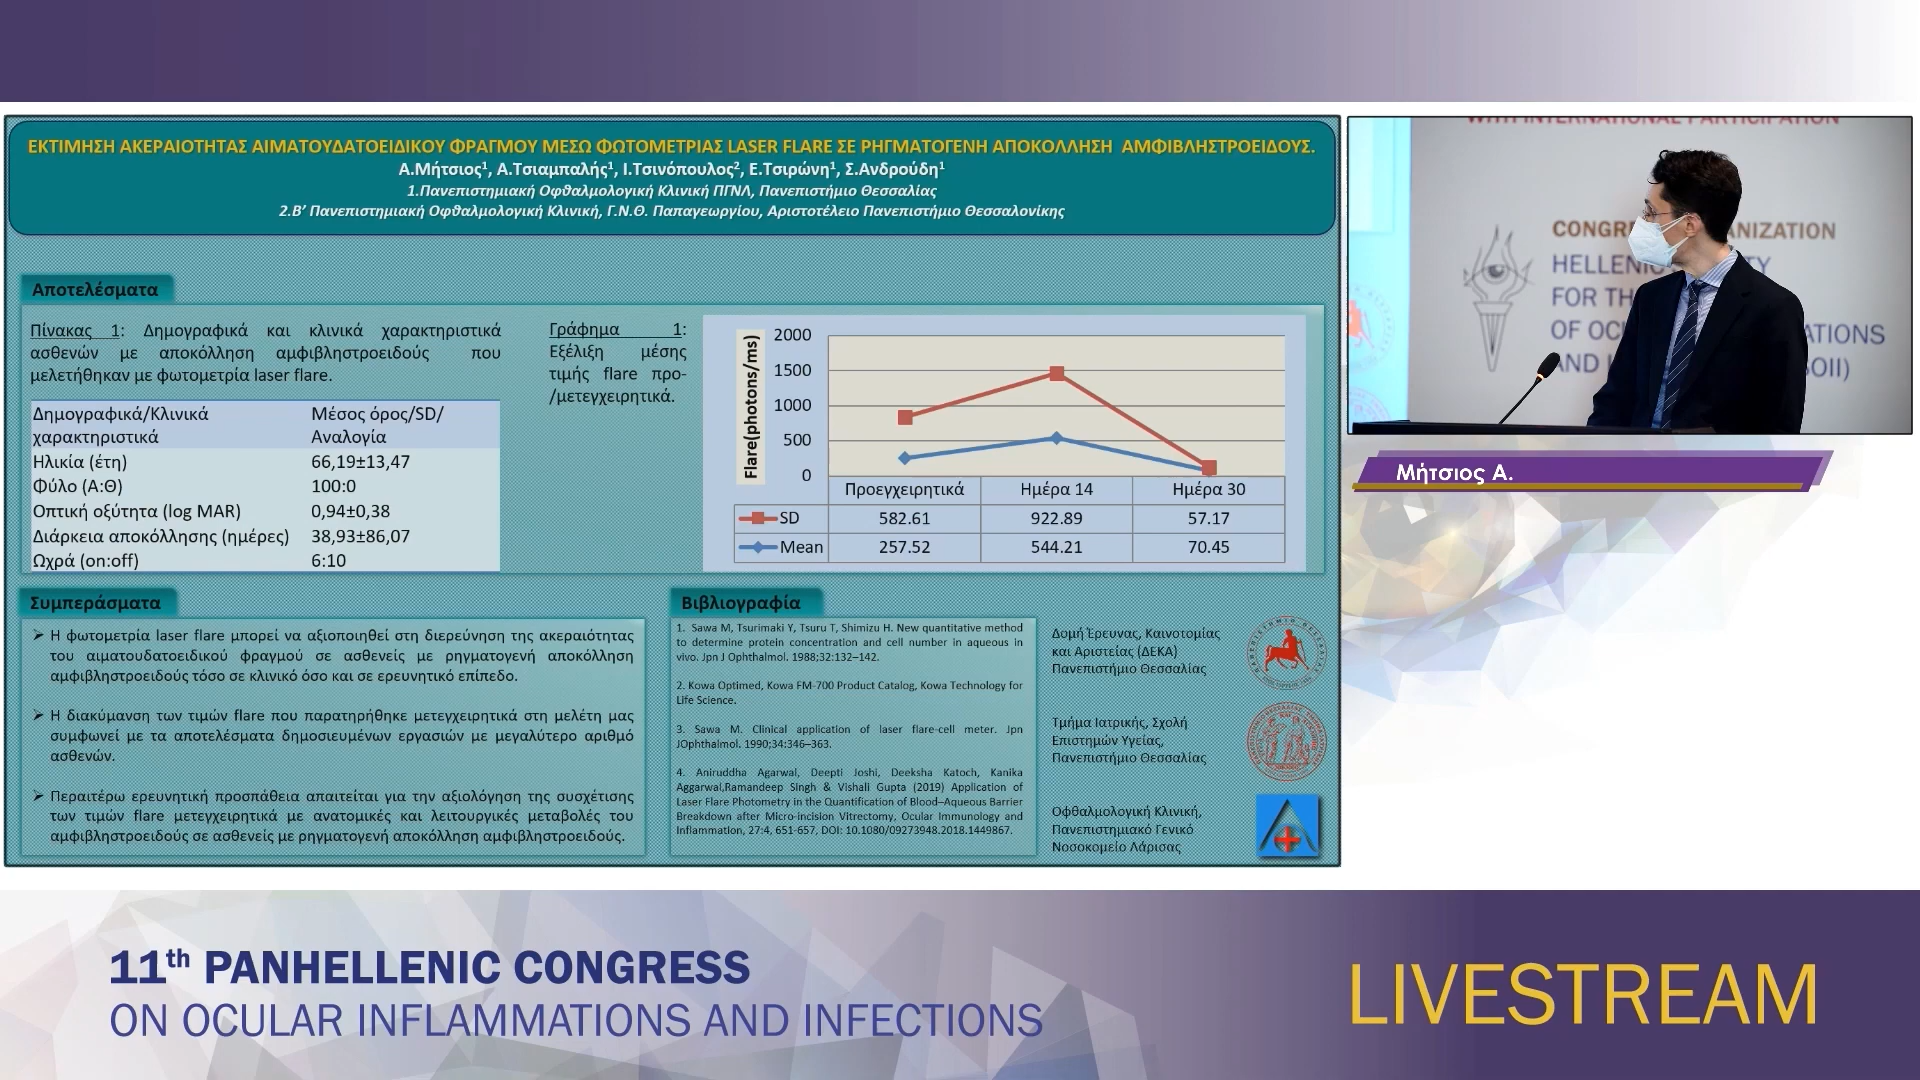 ΕΚΤΙΜΗΣΗ ΑΚΕΡΑΙΟΤΗΤΑΣ ΑΙΜΑΤΟΥΔΑΤΟΕΙΔΙΚΟΥ ΦΡΑΓΜΟΥ ΜΕΣΩ ΦΩΤΟΜΕΤΡΙΑΣ LASER FLARE ΣΕ ΡΗΓΜΑΤΟΓΕΝΗ ΑΠΟΚΟΛΛΗΣΗ ΑΜΦΙΒΛΗΣΤΡΟΕΙΔΟΥΣ.
Α.Μήτσιος¹, Α.Τσιαμπαλής¹, Ι.Τσινόπουλος², Ε.Τσιρώνη¹, Σ.Ανδρούδη¹
1.Πανεπιστημιακή Οφθαλμολογική Κλινική ΠΓΝΛ, Πανεπιστήμιο Θεσσαλίας
2.Β’ Πανεπιστημιακή Οφθαλμολογική Κλινική, Γ.Ν.Θ. Παπαγεωργίου, Αριστοτέλειο Πανεπιστήμιο Θεσσαλονίκης
Αποτελέσματα
Πίνακας 1: Δημογραφικά και κλινικά χαρακτηριστικά
ασθενών με αποκόλληση αμφιβληστροειδούς που
μελετήθηκαν με φωτομετρία laser flare.
Δημογραφικά/Κλινικά χαρακτηριστικά Μέσος όρος/SD/ Αναλογία
Ηλικία (έτη) 66,19±13,47
Φύλο (Α:Θ) 100:0
Οπτική οξύτητα (log MAR) 0,94±0,38
Διάρκεια αποκόλλησης (ημέρες) 38,93±86,07
Ωχρά (on:off) 6:10
Γράφημα 1:
Εξέλιξη μέσης
τιμής flare προ-
/μετεγχειρητικά.
Flare(photons/ms)
2000
1500
1000
500
0
Προεγχειρητικά Ημέρα 14 Ημέρα 30
SD 582.61 922.89 57.17
Mean 257.52 544.21 70.45
Συμπεράσματα
➢ Η φωτομετρία laser flare μπορεί να αξιοποιηθεί στη διερεύνηση της ακεραιότητας
του αιματουδατοειδικού φραγμού σε ασθενείς με ρηγματογενή αποκόλληση
αμφιβληστροειδούς τόσο σε κλινικό όσο και σε ερευνητικό επίπεδο.
➢ Η διακύμανση των τιμών flare που παρατηρήθηκε μετεγχειρητικά στη μελέτη μας
συμφωνεί με τα αποτελέσματα δημοσιευμένων εργασιών με μεγαλύτερο αριθμό
ασθενών.
➢ Περαιτέρω ερευνητική προσπάθεια απαιτείται για την αξιολόγηση της συσχέτισης
των τιμών flare μετεγχειρητικά με ανατομικές και λειτουργικές μεταβολές του
αμφιβληστροειδούς σε ασθενείς με ρηγματογενή αποκόλληση αμφιβληστροειδούς.
Βιβλιογραφία
1. Sawa M, Tsurimaki Y, Tsuru T, Shimizu H. New quantitative method
to determine protein concentration and cell number in aqueous in
vivo. Jpn J Ophthalmol. 1988;32:132–142.
2. Kowa Optimed, Kowa FM-700 Product Catalog, Kowa Technology for
Life Science.
3. Sawa M. Clinical application of laser flare-cell meter. Jpn
JOphthalmol. 1990;34:346–363.
4. Aniruddha Agarwal, Deepti Joshi, Deeksha Katoch, Kanika
Aggarwal,Ramandeep Singh & Vishali Gupta (2019) Application of
Laser Flare Photometry in the Quantification of Blood–Aqueous Barrier
Breakdown after Micro-incision Vitrectomy, Ocular Immunology and
Inflammation, 27:4, 651-657, DOI: 10.1080/09273948.2018.1449867.
Δομή Έρευνας, Καινοτομίας
και Αριστείας (ΔΕΚΑ)
Πανεπιστήμιο Θεσσαλίας
Τμήμα Ιατρικής, Σχολή
Επιστημών Υγείας,
Πανεπιστήμιο Θεσσαλίας
Οφθαλμολογική Κλινική,
Πανεπιστημιακό Γενικό
Νοσοκομείο Λάρισας
WITH INTERNATIONAL PARTICIPATION
HELLENIC
FOR
OF
AND
Μήτσιος Α.
11th PANHELLENIC CONGRESS
ON OCULAR INFLAMMATIONS AND INFECTIONS
LIVESTREAM